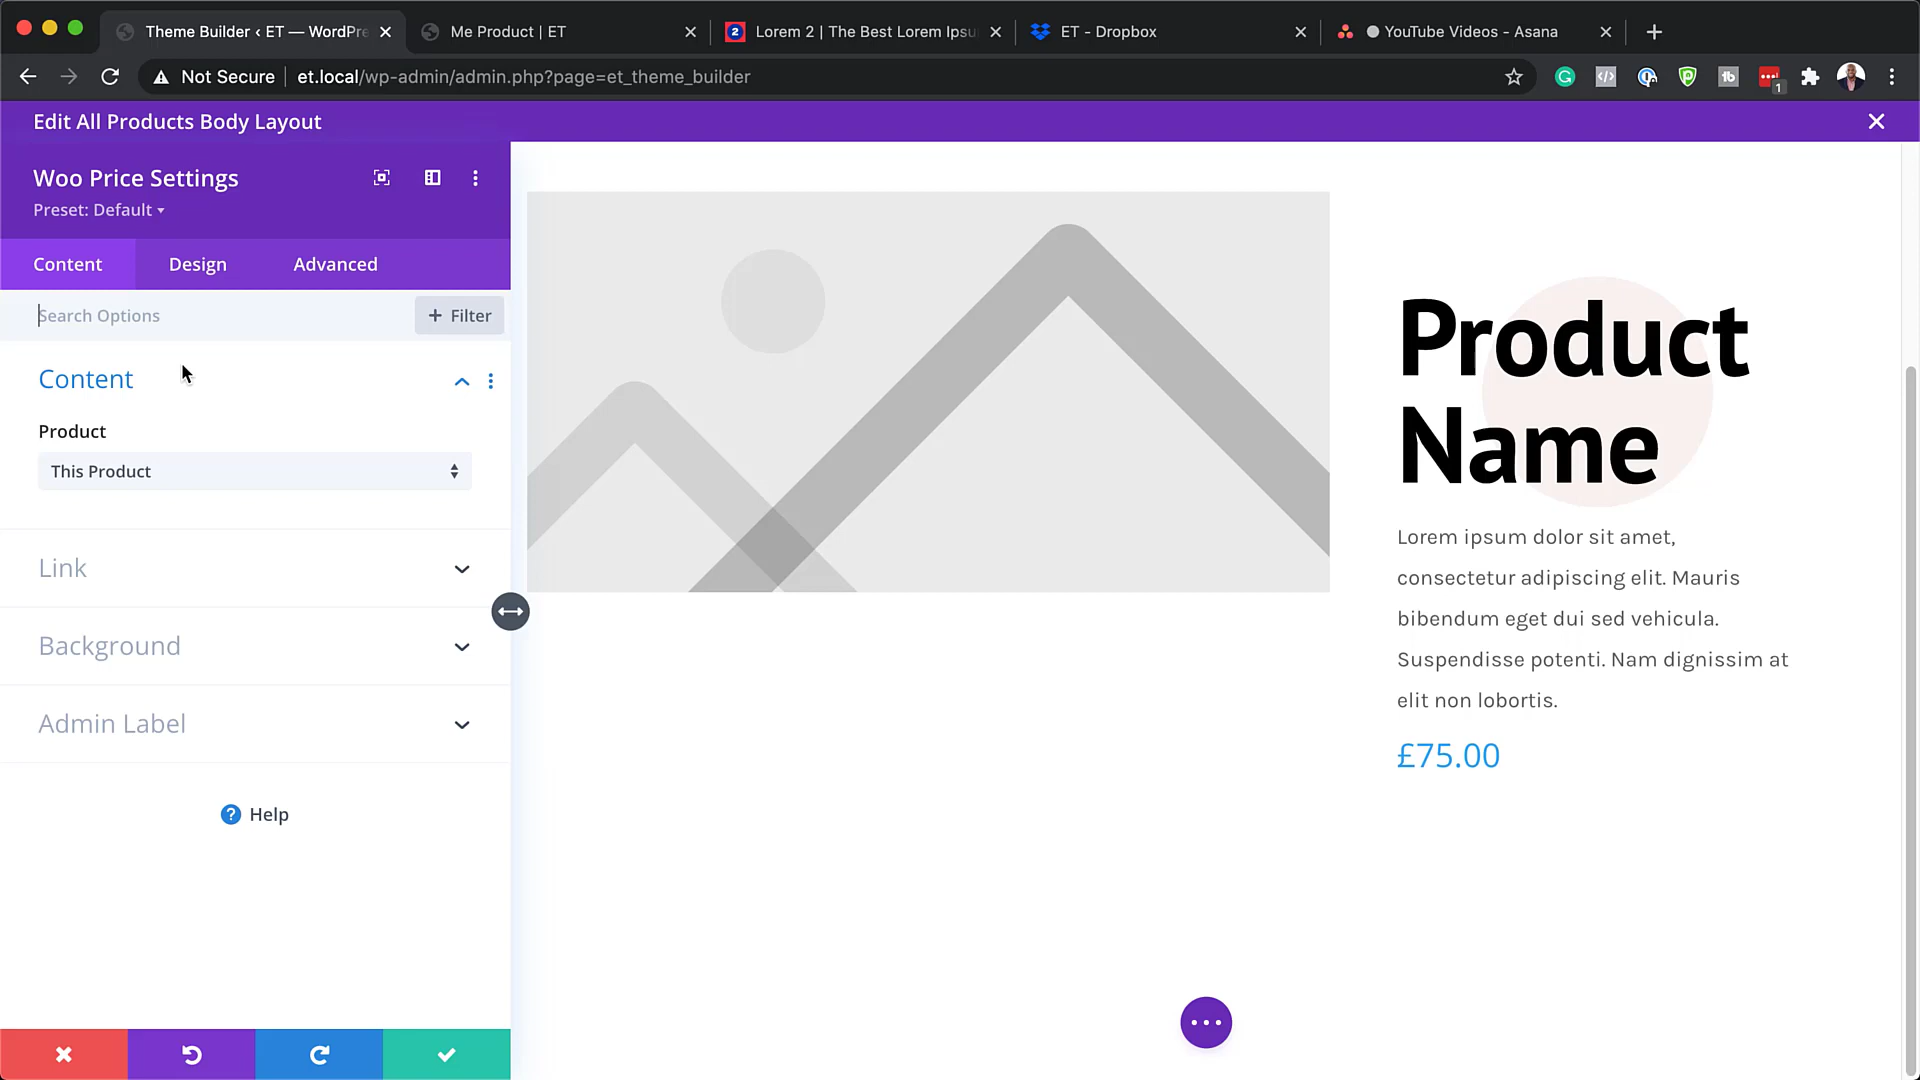 Theme Builder ‹ ET — WordPre
Me Product | ET
2
Lorem 2 | The Best Lorem Ipsu
ET - Dropbox
YouTube Videos - Asana
Not Secure
et.local/wp-admin/admin.php?page=et_theme_builder
1
Edit All Products Body Layout
Woo Price Settings
Preset: Default
Content
Design
Advanced
Search Options
+ Filter
Content
Product
This Product
Link
Background
Admin Label
? Help
Product
Name
Lorem ipsum dolor sit amet,
consectetur adipiscing elit. Mauris
bibendum eget dui sed vehicula.
Suspendisse potenti. Nam dignissim at
elit non lobortis.
£75.00